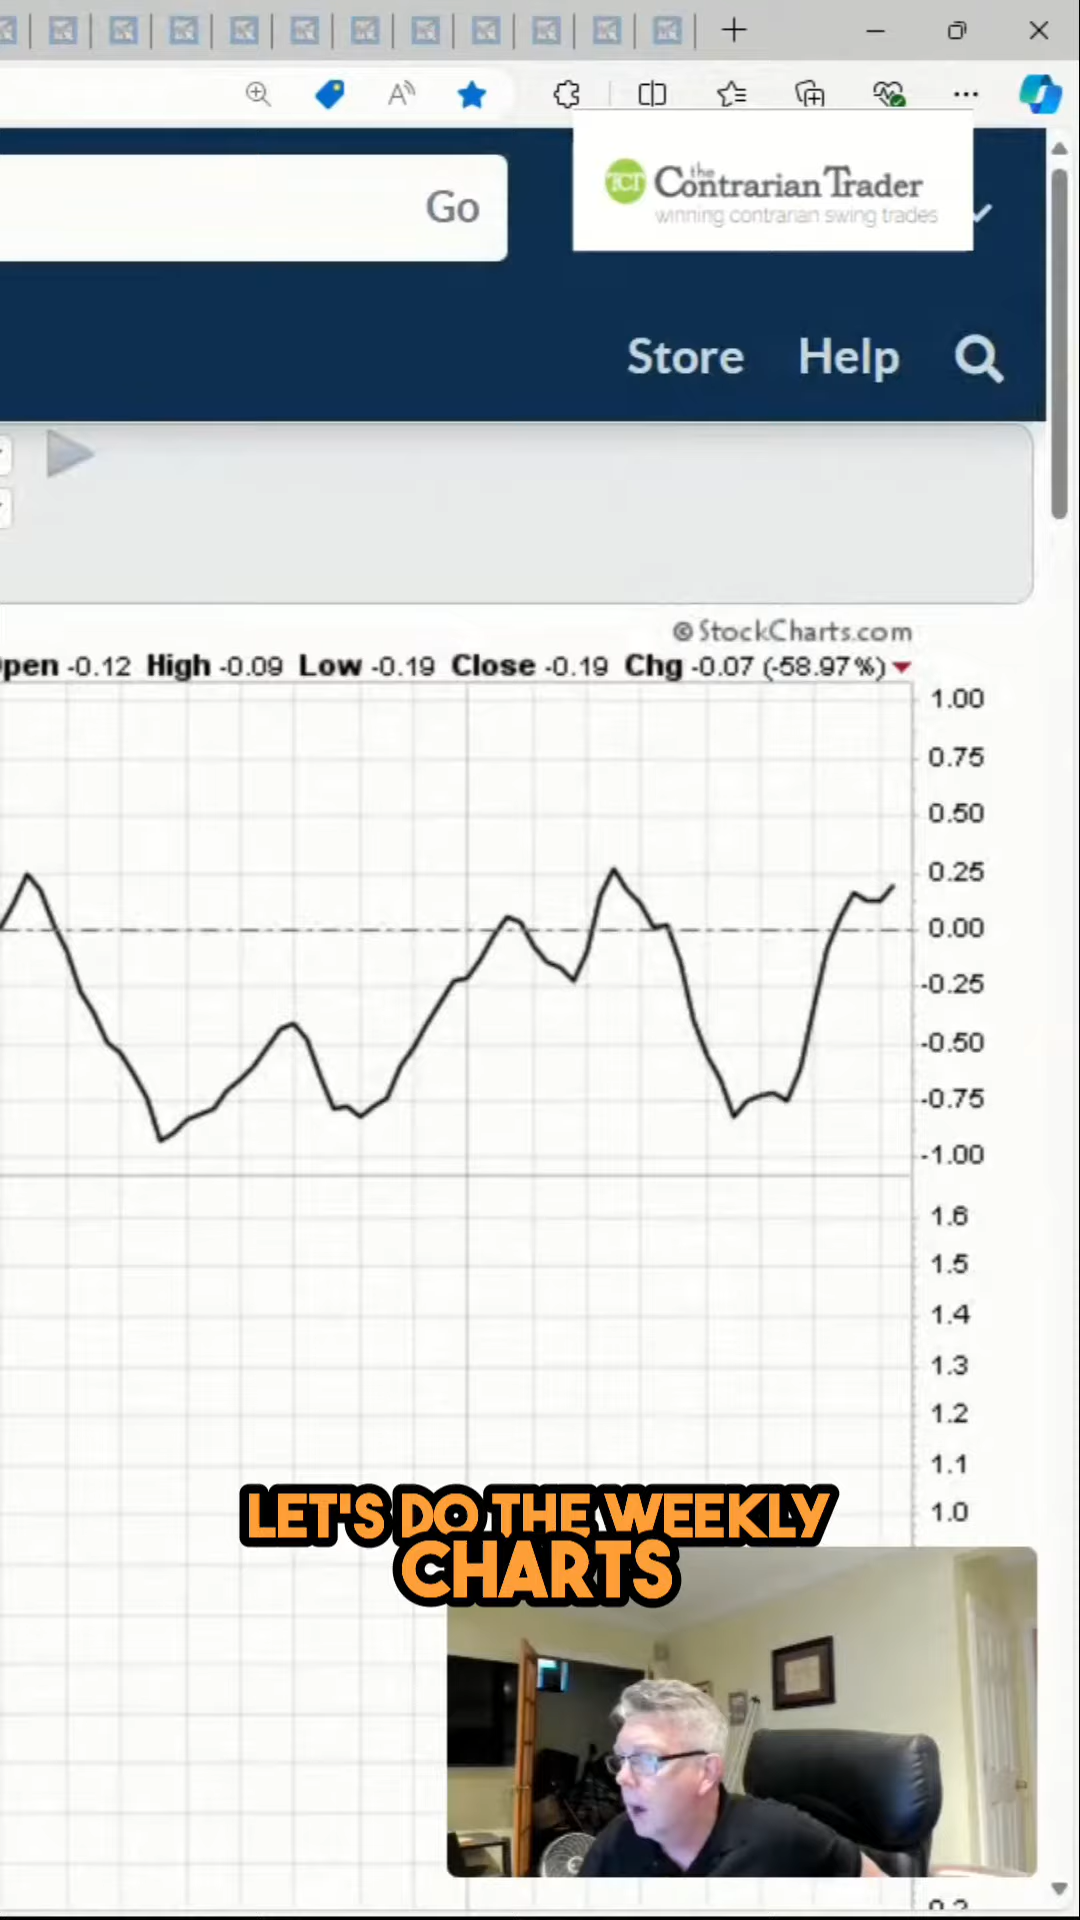 Go
TCT the Contrarian Trader
winning contrarian swing trades
Store Help
© StockCharts.com
pen -0.12 High -0.09 Low -0.19 Close -0.19 Chg -0.07 (-58.97%)
1.00
0.75
0.50
0.25
0.00
-0.25
-0.50
-0.75
-1.00
1.6
1.5
1.4
1.3
1.2
1.1
1.0
LET'S DO THE WEEKLY
CHARTS